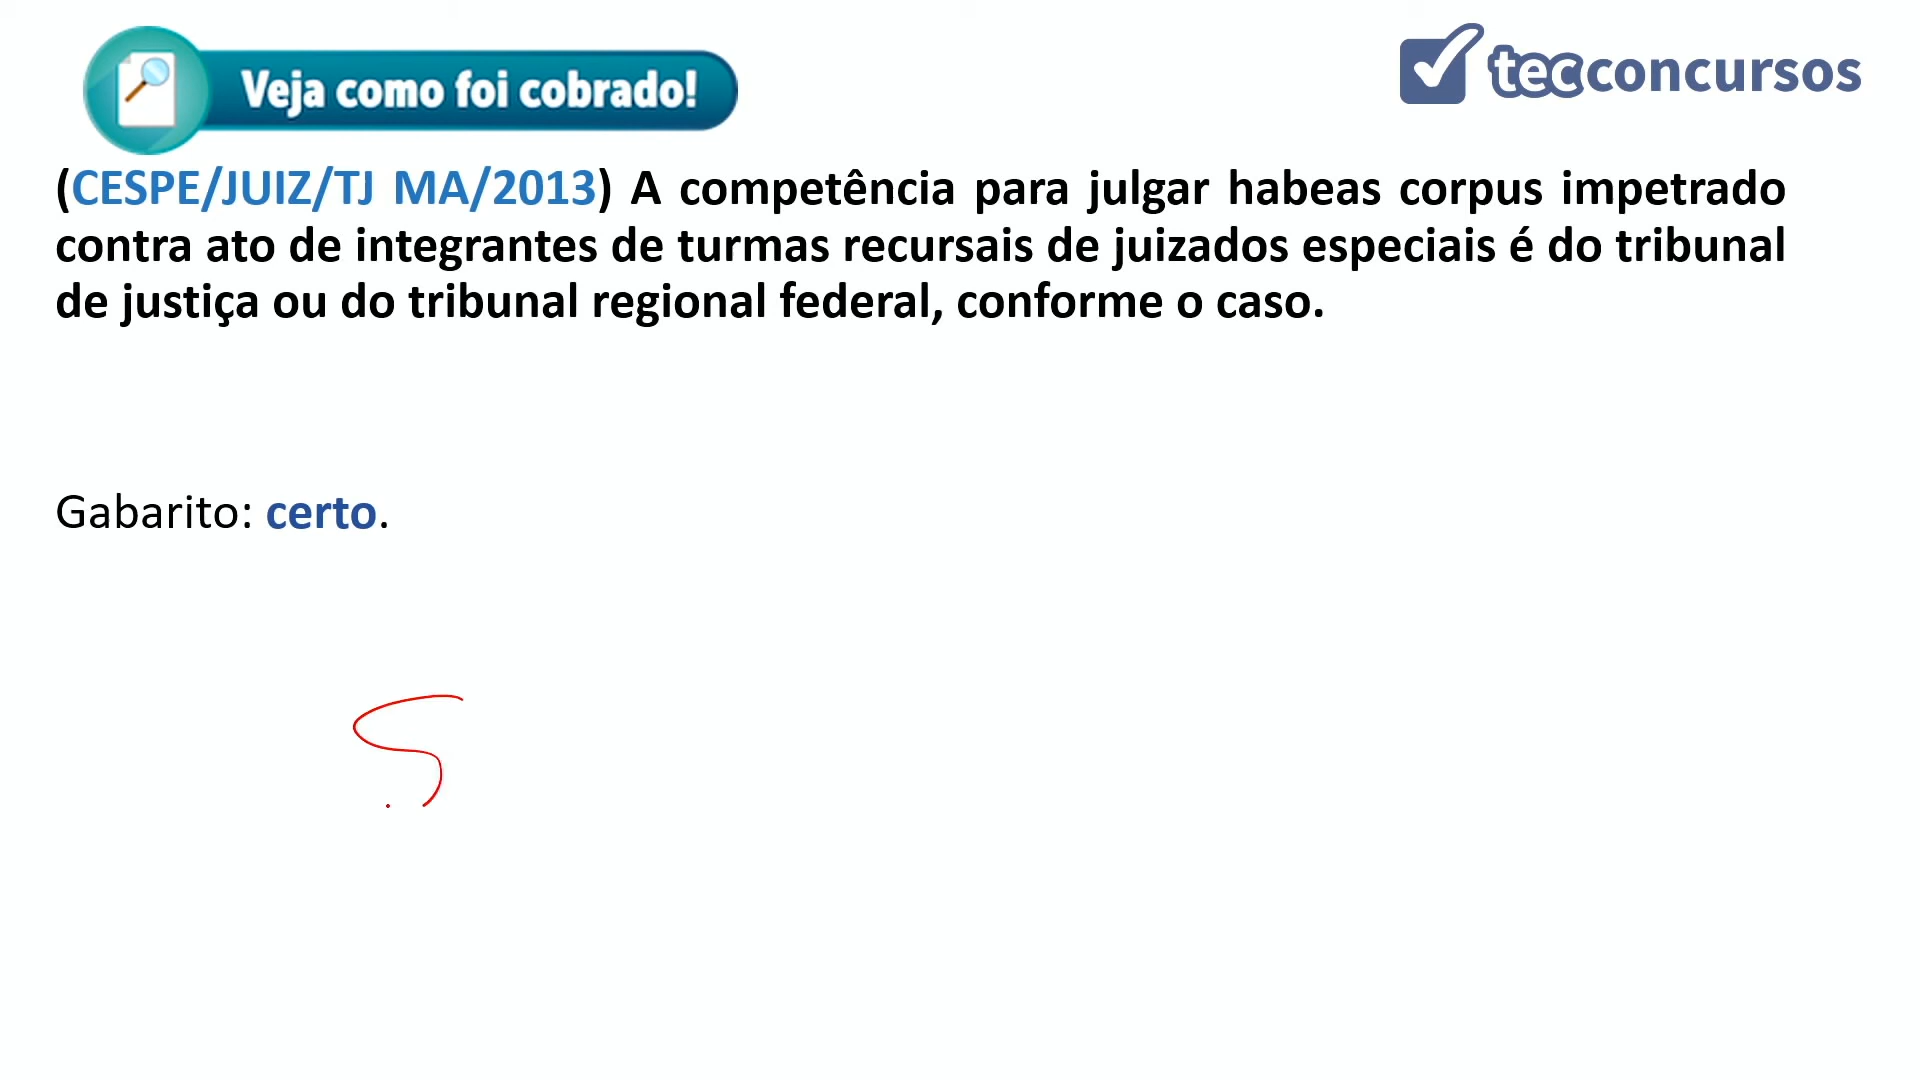 Veja como foi cobrado!
tecconcursos
(CESPE/JUIZ/TJ MA/2013) A competência para julgar habeas corpus impetrado
contra ato de integrantes de turmas recursais de juizados especiais é do tribunal
de justiça ou do tribunal regional federal, conforme o caso.
Gabarito: certo.